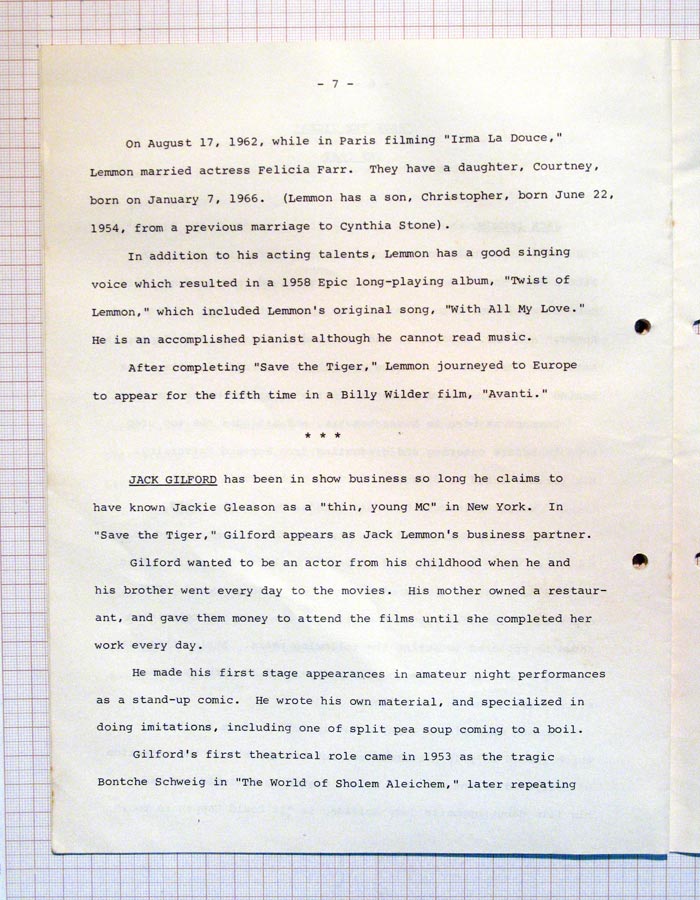 - 7 -
On August 17, 1962, while in Paris filming "Irma La Douce,"
Lemmon married actress Felicia Farr. They have a daughter, Courtney,
born on January 7, 1966. (Lemmon has a son, Christopher, born June 22,
1954, from a previous marriage to Cynthia Stone).
In addition to his acting talents, Lemmon has a good singing
voice which resulted in a 1958 Epic long-playing album, "Twist of
Lemmon," which included Lemmon's original song, "With All My Love."
He is an accomplished pianist although he cannot read music.
After completing "Save the Tiger," Lemmon journeyed to Europe
to appear for the fifth time in a Billy Wilder film, "Avanti."
* * *
JACK GILFORD has been in show business so long he claims to
have known Jackie Gleason as a "thin, young MC" in New York. In
"Save the Tiger," Gilford appears as Jack Lemmon's business partner.
Gilford wanted to be an actor from his childhood when he and
his brother went every day to the movies. His mother owned a restaur-
ant, and gave them money to attend the films until she completed her
work every day.
He made his first stage appearances in amateur night performances
as a stand-up comic. He wrote his own material, and specialized in
doing imitations, including one of split pea soup coming to a boil.
Gilford's first theatrical role came in 1953 as the tragic
Bontche Schweig in "The World of Sholem Aleichem," later repeating